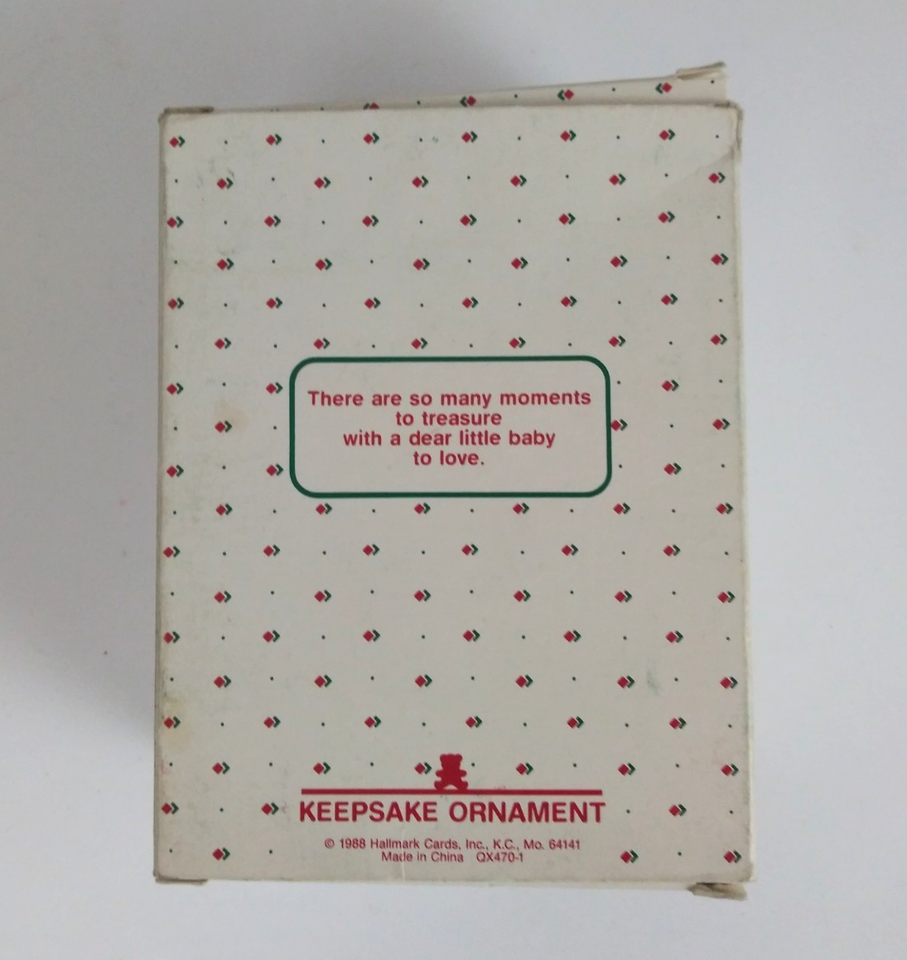 There are so many moments
to treasure
with a dear little baby
to love.
KEEPSAKE ORNAMENT
© 1988 Hallmark Cards, Inc., K.C., Mo. 64141
Made in China QX470-1